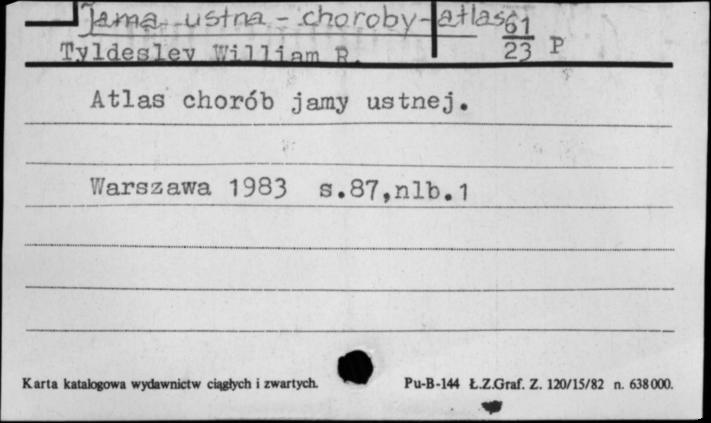 Jama ustna - choroby - atlasy
61
Tyldesley William R.
23 P
Atlas chorób jamy ustnej.
Warszawa 1983 s.87,nlb.1
Karta katalogowa wydawnictw ciągłych i zwartych.
Pu-B-144 Ł.Z.Graf. Z. 120/15/82 n. 638000.